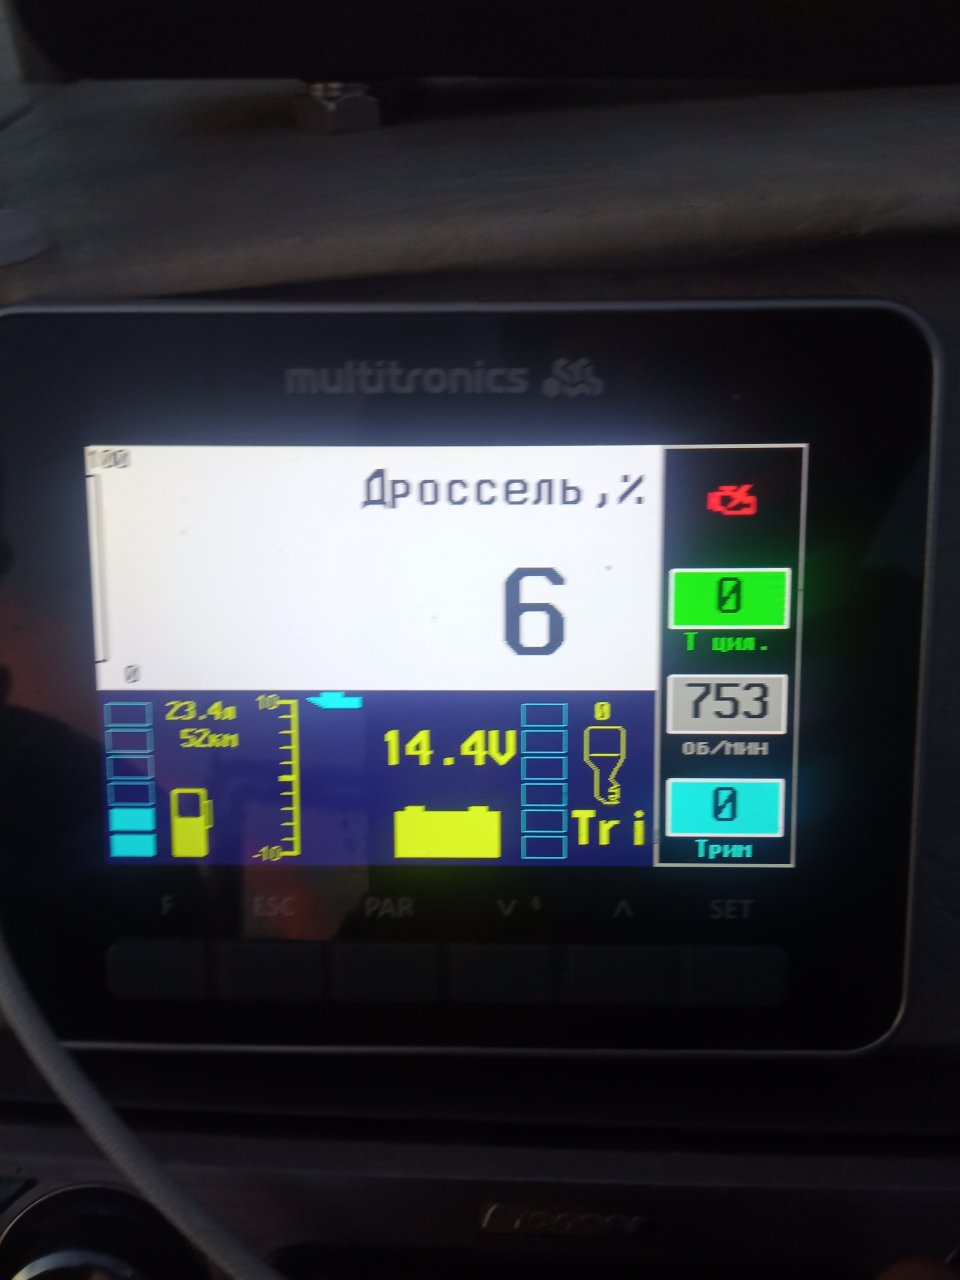 multitronics
100
Дроссель,%
6
0
0
Т цил.
753
об/мин
0
Трим
23.4л
52км
10
-10
14.4V
0
Tri
F
ESC
PAR
V
Λ
SET